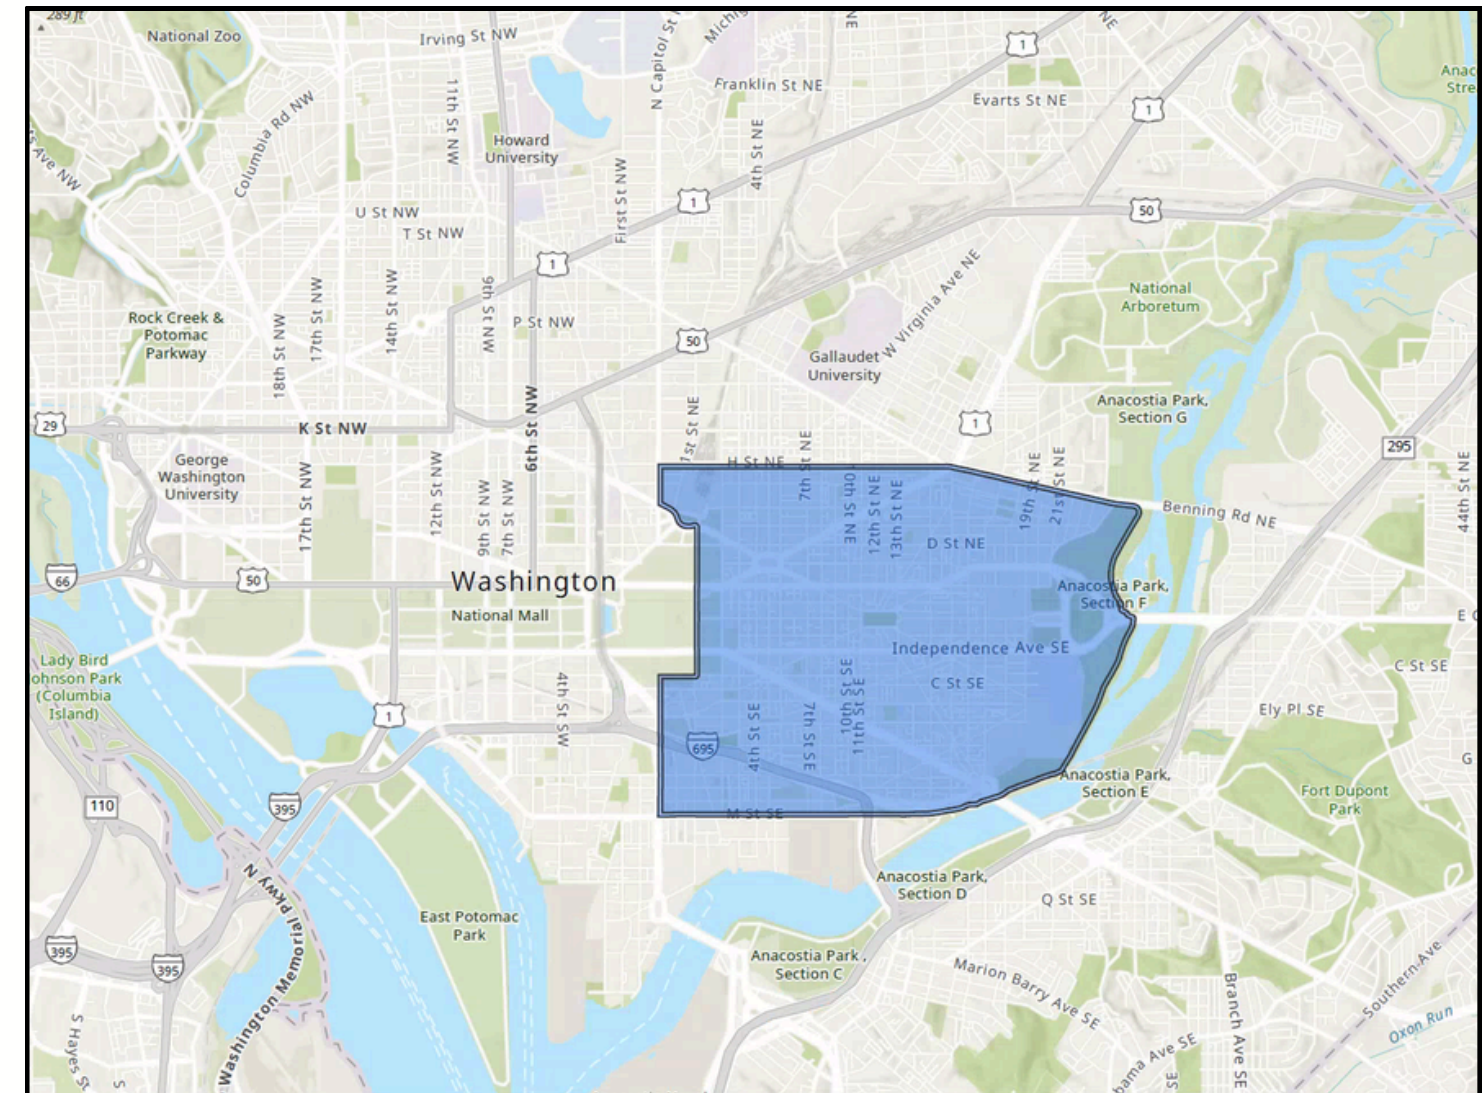 289 ft
National Zoo
Irving St NW
N Capitol St
NE
NE
1
Franklin St NE
Evarts St NE
1
Columbia Rd NW
11th St NW
Howard
University
4th St NE
Ave NW
First St NW
1
U St NW
T St NW
50
1
9th St NW
P St NW
W Virginia Ave NE
National
Arboretum
Rock Creek &
Potomac
Parkway
18th St NW
17th St NW
14th St NW
50
Gallaudet
University
Anacostia Park,
Section G
29
K St NW
6th St NW
1st St NE
1
295
George
Washington
University
17th St NW
12th St NW
9th St NW
7th St NW
H St NE
7th St NE
12th St NE
13th St NE
19th St NE
21st St NE
Benning Rd NE
44th St NE
D St NE
66
50
Washington
National Mall
Anacostia Park,
Section F
E
Independence Ave SE
C St SE
C St SE
Lady Bird
ohnson Park
(Columbia
Island)
1
4th St SW
695
4th St SE
7th St SE
10th St SE
11th St SE
Ely Pl SE
G
Anacostia Park,
Section E
Fort Dupont
Park
110
395
M St SE
Anacostia Park,
Section D
Q St SE
East Potomac
Park
395
395
Washington Memorial Pkwy N
Anacostia Park,
Section C
Marion Barry Ave SE
Branch Ave SE
Southern Ave
Oxon Run
S Hayes St
S
bama Ave SE
SE